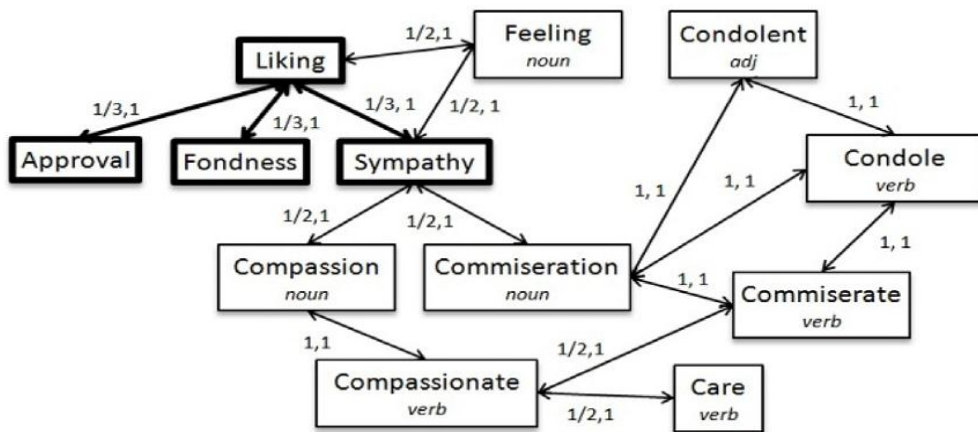 1/2,1
Feeling
noun
Condolent
adj
Liking
1/3,1
1/3,1
1/3, 1
1/2, 1
1, 1
Approval
Fondness
Sympathy
Condole
verb
1, 1
1, 1
1/2,1
1/2,1
1, 1
Compassion
noun
Commiseration
noun
1, 1
Commiserate
verb
1,1
1/2,1
Compassionate
verb
1/2,1
Care
verb